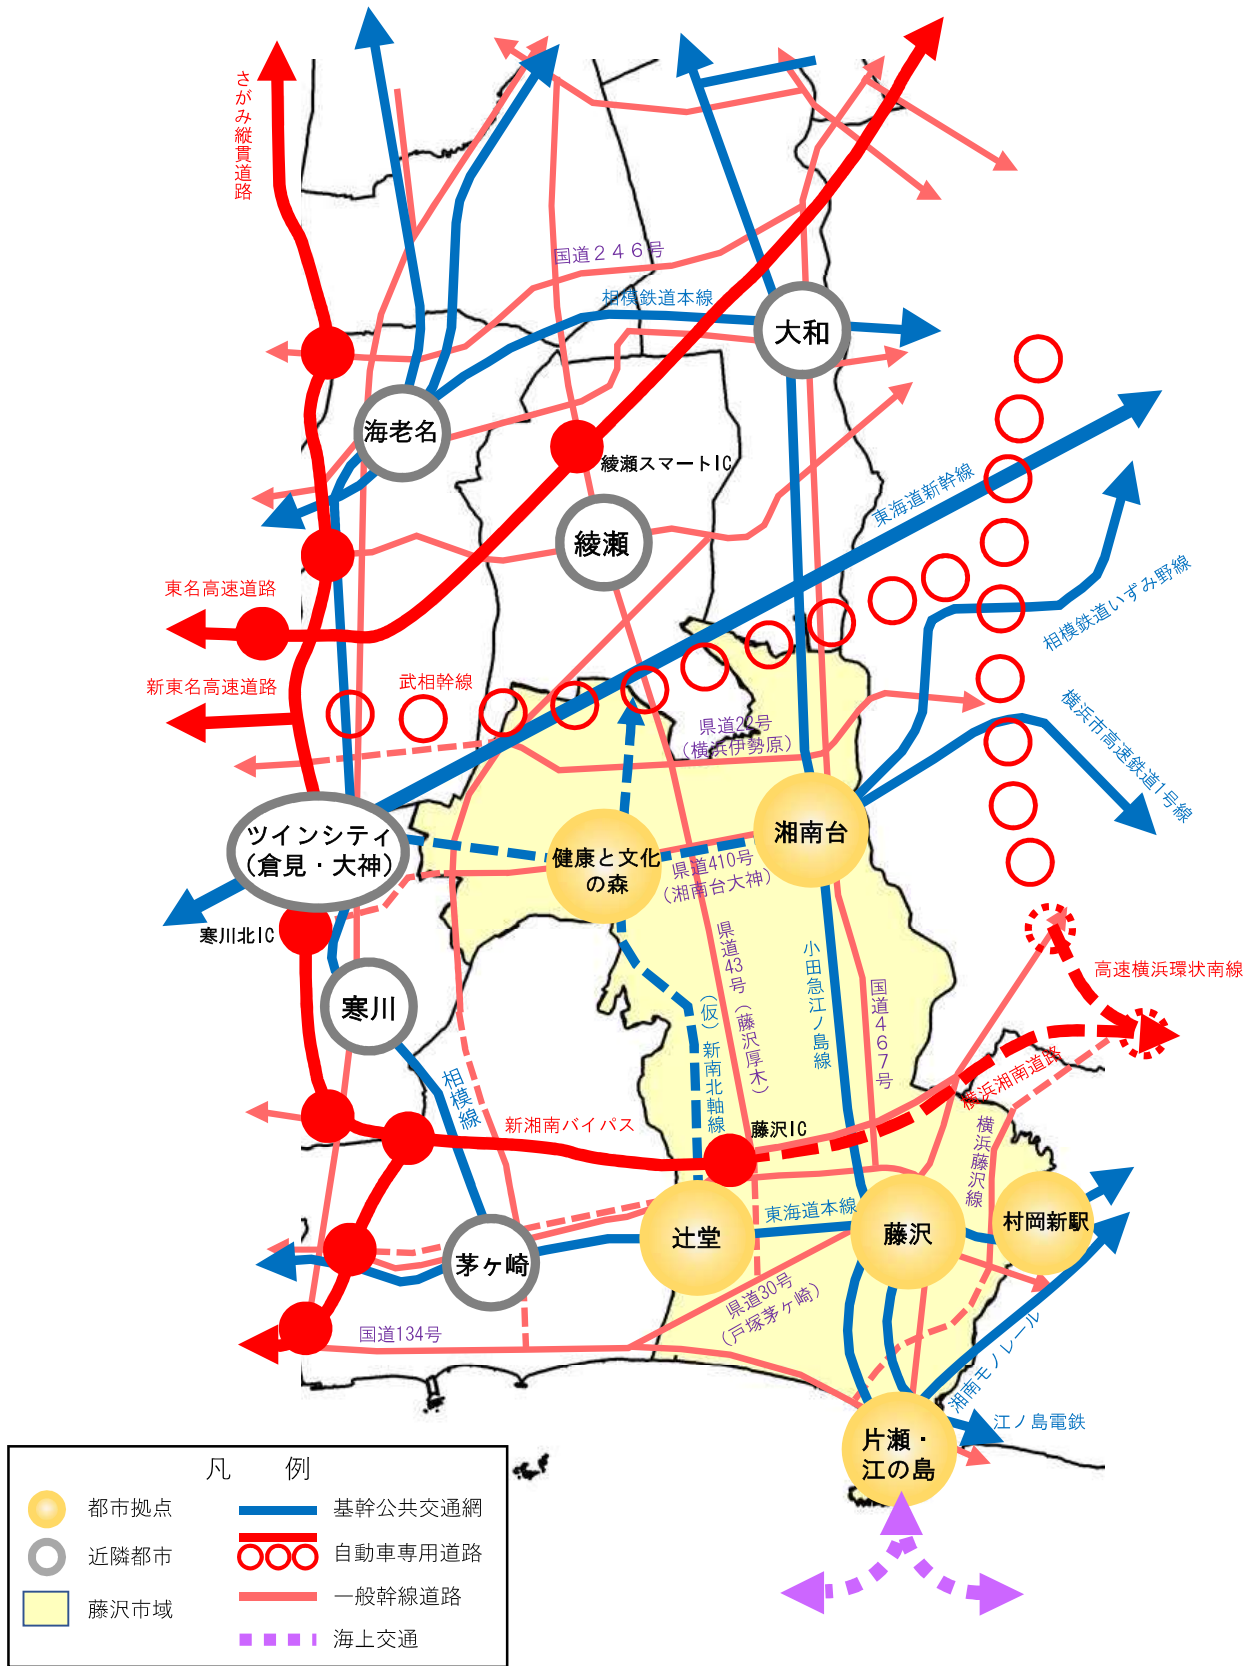 さがみ縦貫道路
国道２４６号
相模鉄道本線
大和
海老名
綾瀬スマートIC
東海道新幹線
綾瀬
東名高速道路
相模鉄道いずみ野線
新東名高速道路
武相幹線
県道22号
（横浜伊勢原）
横浜市高速鉄道1号線
ツインシティ
（倉見・大神）
湘南台
健康と文化
の森
県道410号
（湘南台大神）
寒川北IC
県道43号（藤沢厚木）
小田急江ノ島線
国道４６７号
高速横浜環状南線
寒川
（仮）新南北軸線
横浜湘南道路
相模線
新湘南バイパス
藤沢IC
横浜藤沢線
東海道本線
辻堂
藤沢
村岡新駅
茅ヶ崎
県道30号
（戸塚茅ヶ崎）
国道134号
湘南モノレール
江ノ島電鉄
片瀬・
江の島
凡　例
都市拠点
近隣都市
藤沢市域
基幹公共交通網
自動車専用道路
一般幹線道路
海上交通